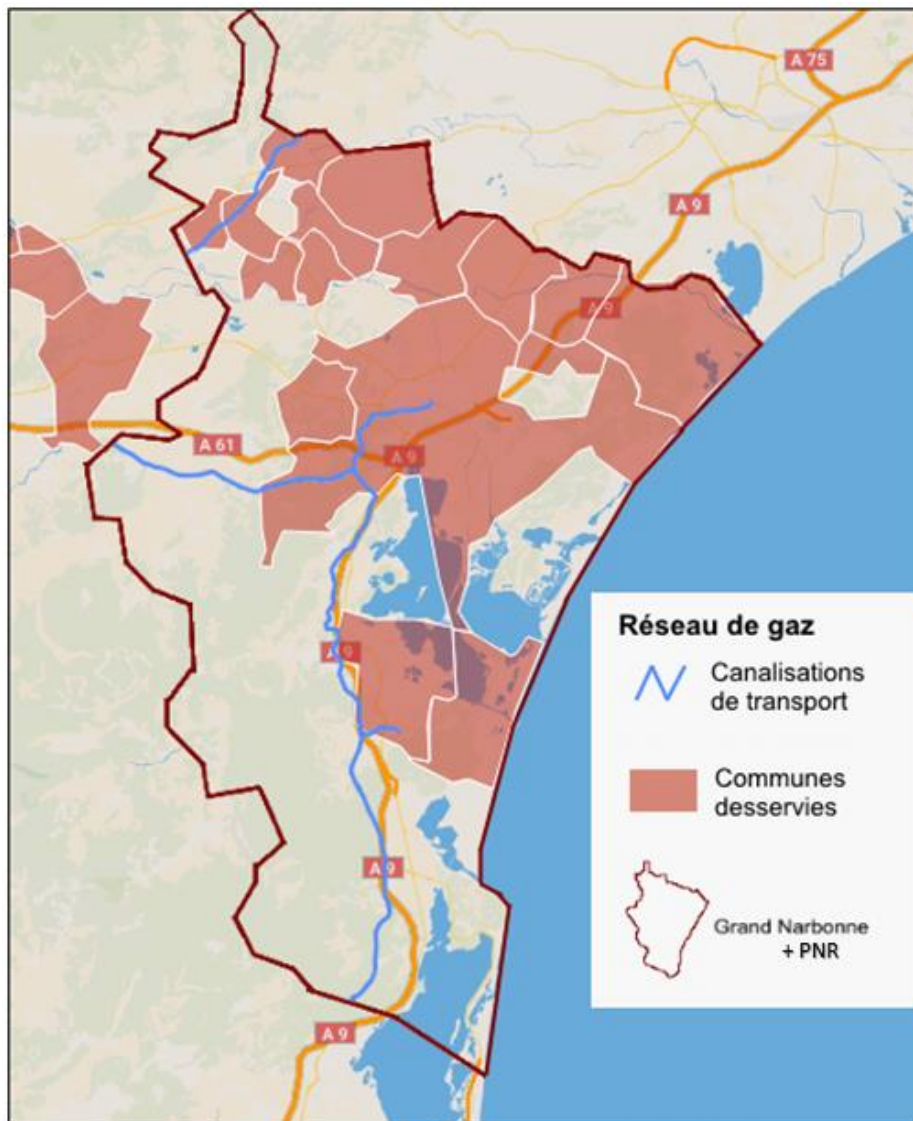 A 75
A 9
A 9
A 61
A 9
A 9
A 9
A 9
Réseau de gaz
Canalisations
de transport
Communes
desservies
Grand Narbonne
+ PNR